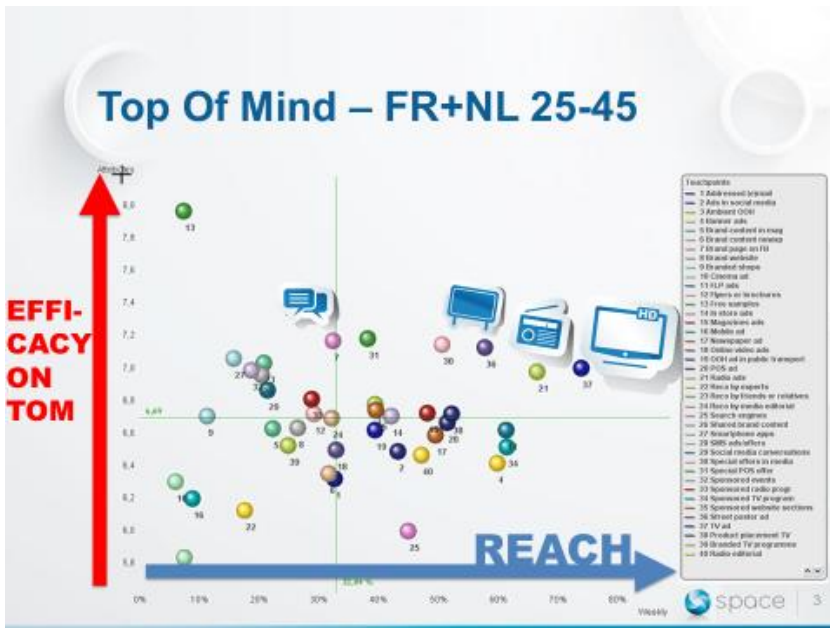 Top Of Mind – FR+NL 25-45
Attributes
8,0
7,8
7,6
7,4
7,2
7,0
6,8
6,69
6,6
6,4
6,2
6,0
5,8
EFFI-
CACY
ON
TOM
13
7
31
30
36
21
37
HD
27
9
12
24
14
5
8
39
18
19
2
17
40
4
34
16
22
25
REACH
32,84 %
0%
10%
20%
30%
40%
50%
60%
70%
80%
Weekly
Touchpoints
1 Addressed (e)mail
2 Ads in social media
3 Ambient OOH
4 Banner ads
5 Brand content in mag
6 Brand content newsp
7 Brand page on FB
8 Brand website
9 Branded shops
10 Cinema ad
11 FLP ads
12 Flyers or brochures
13 Free samples
14 In store ads
15 Magazines ads
16 Mobile ad
17 Newspaper ad
18 Online video ads
19 OOH ad in public transport
20 POS ad
21 Radio ads
22 Reco by experts
23 Reco by friends or relatives
24 Reco by media editorial
25 Search engines
26 Shared brand content
27 Smartphone apps
28 SMS ads/offers
29 Social media conversations
30 Special offers in media
31 Special POS offer
32 Sponsored events
33 Sponsored radio progr
34 Sponsored TV program
35 Sponsored website sections
36 Street poster ad
37 TV ad
38 Product placement TV
39 Branded TV programme
40 Radio editorial
space
3